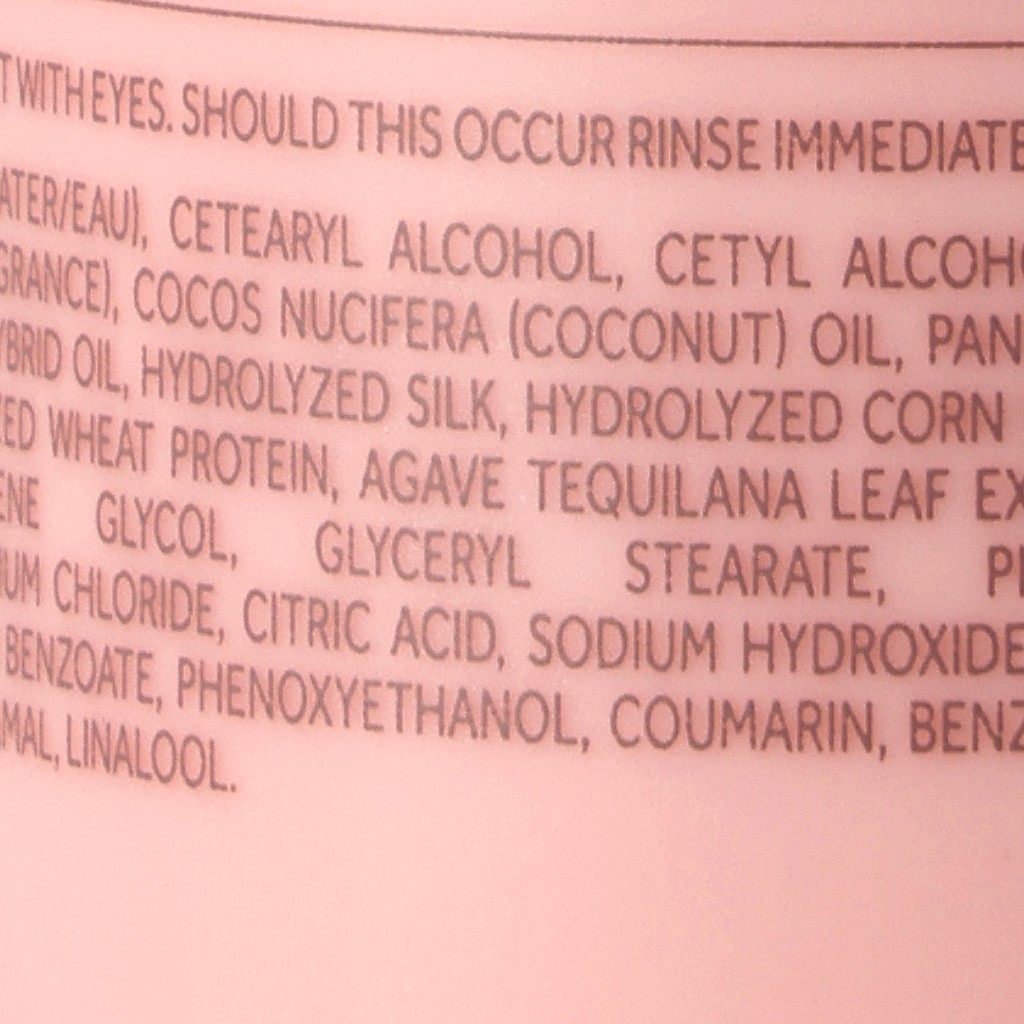 T WITH EYES. SHOULD THIS OCCUR RINSE IMMEDIATE
ATER/EAU), CETEARYL ALCOHOL, CETYL ALCOHO
GRANCE), COCOS NUCIFERA (COCONUT) OIL, PAN
YBRID OIL, HYDROLYZED SILK, HYDROLYZED CORN
ZED WHEAT PROTEIN, AGAVE TEQUILANA LEAF EX
ENE GLYCOL, GLYCERYL STEARATE, P
IUM CHLORIDE, CITRIC ACID, SODIUM HYDROXIDE
BENZOATE, PHENOXYETHANOL, COUMARIN, BENZ
MAL, LINALOOL.